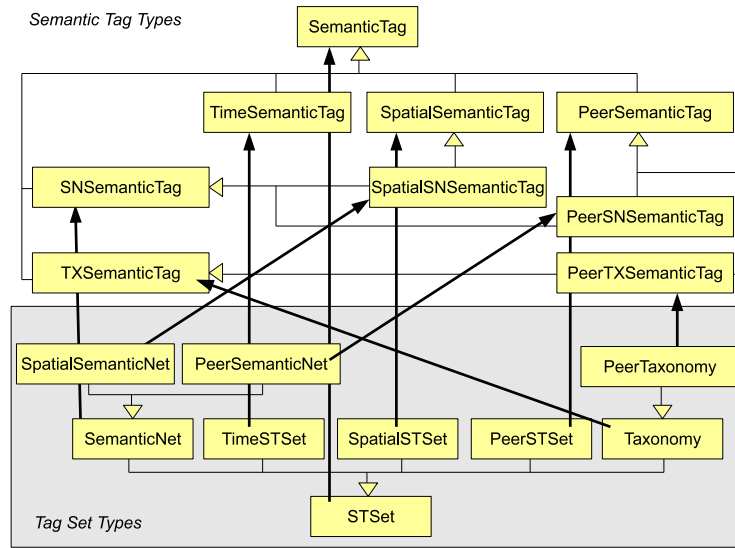 Semantic Tag Types
SemanticTag
TimeSemanticTag
SpatialSemanticTag
PeerSemanticTag
SNSemanticTag
SpatialSNSemanticTag
PeerSNSemanticTag
TXSemanticTag
PeerTXSemanticTag
SpatialSemanticNet
PeerSemanticNet
PeerTaxonomy
SemanticNet
TimeSTSet
SpatialSTSet
PeerSTSet
Taxonomy
STSet
Tag Set Types